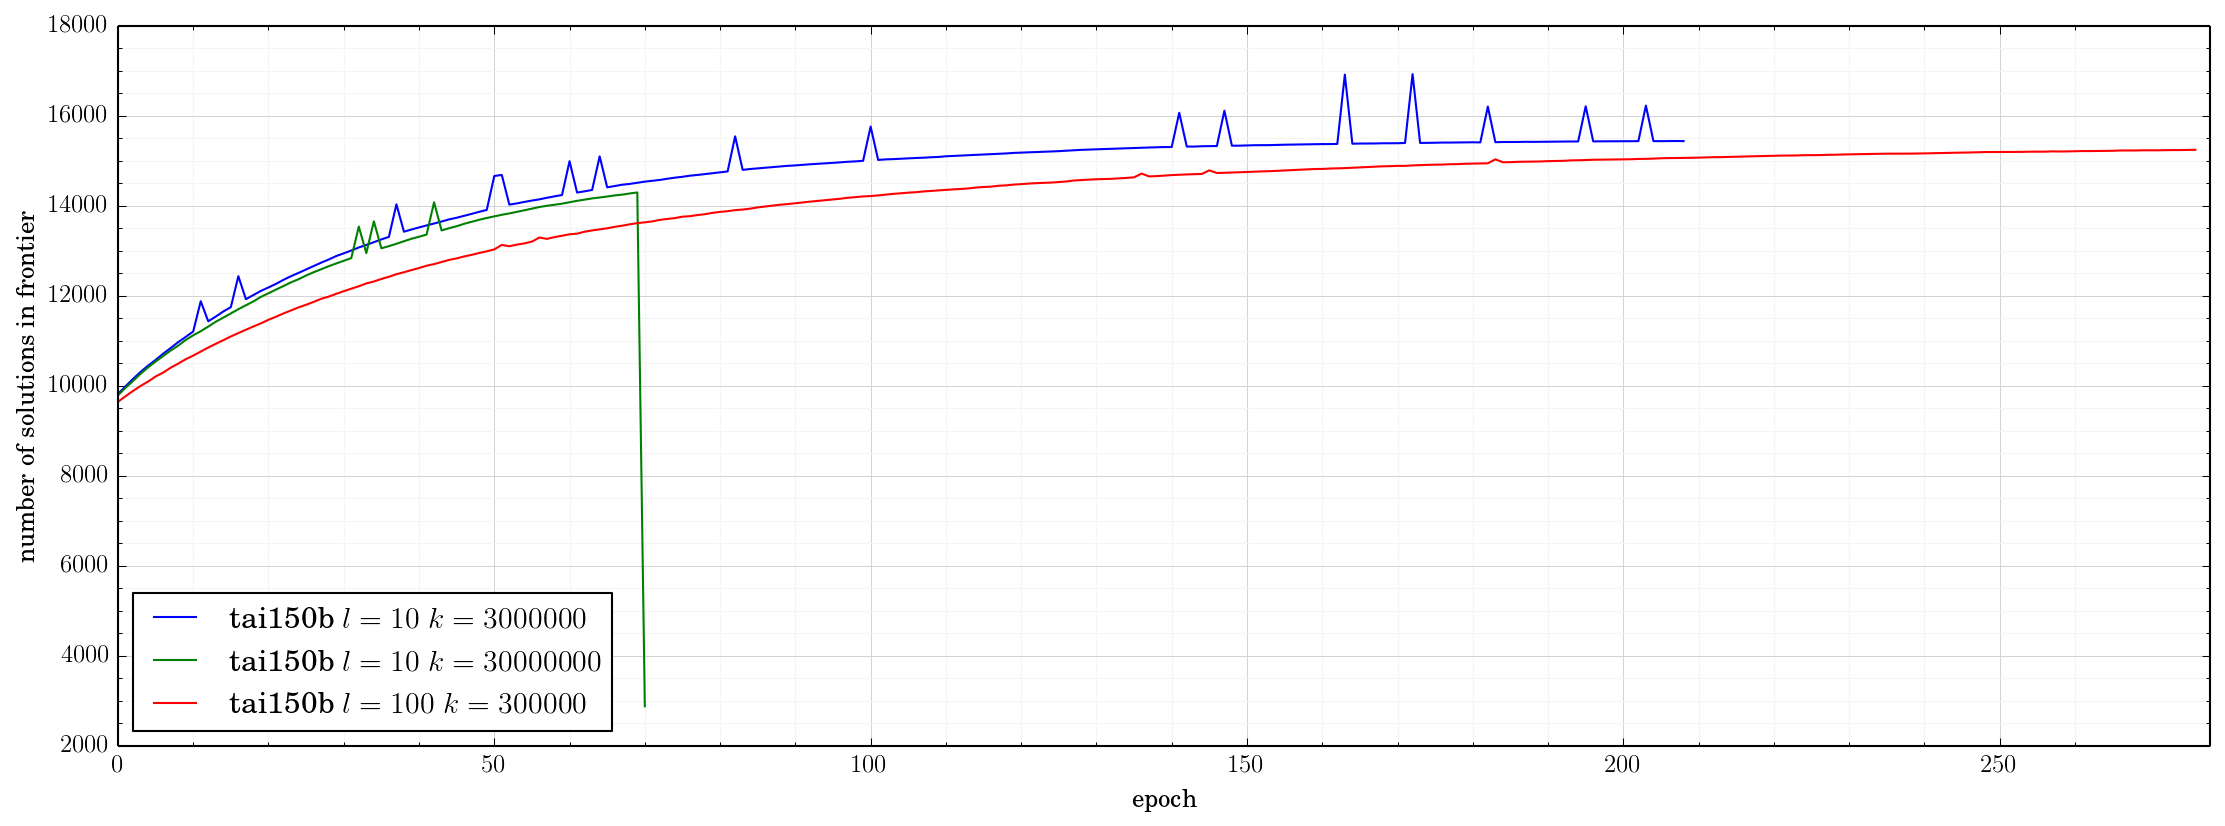 18000
16000
14000
12000
10000
8000
6000
4000
2000
number of solutions in frontier
tai150b l = 10 k = 3000000
tai150b l = 10 k = 30000000
tai150b l = 100 k = 300000
0 50 100 150 200 250
epoch